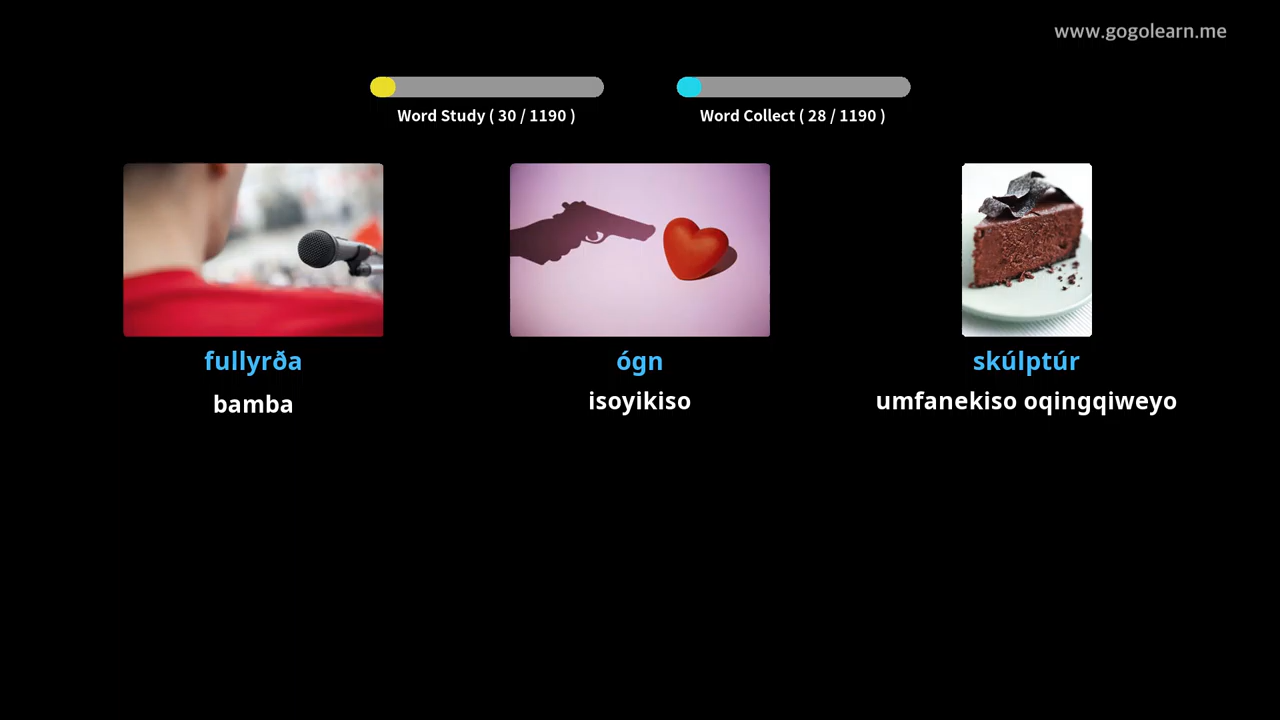 www.gogolearn.me
Word Study ( 30 / 1190 )
Word Collect ( 28 / 1190 )
fullyrða
bamba
ógn
isoyikiso
skúlptúr
umfanekiso oqingqiweyo